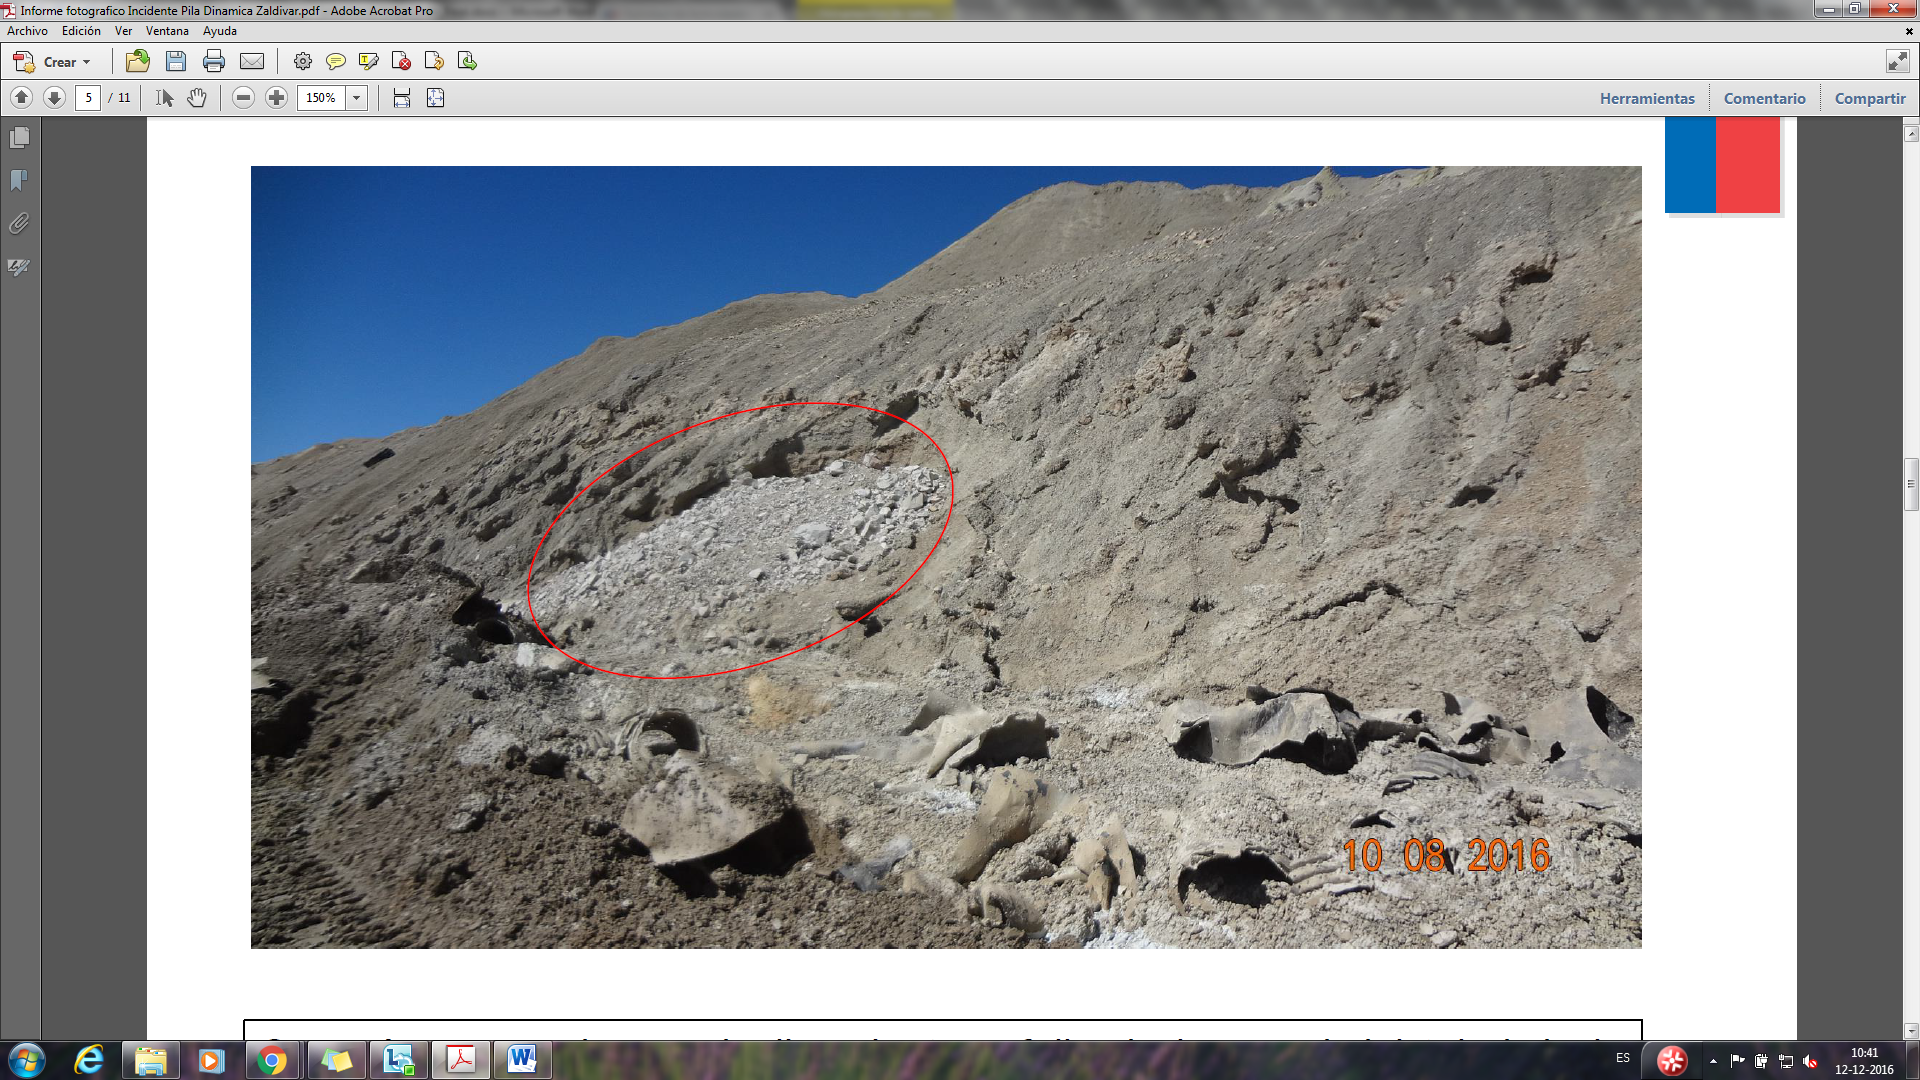 Informe fotografico Incidente Pila Dinamica Zaldivar.pdf - Adobe Acrobat Pro
Archivo Edición Ver Ventana Ayuda
Crear
5 / 11 150% Herramientas Comentario Compartir
10 08 2016
ES
10:41
12-12-2016